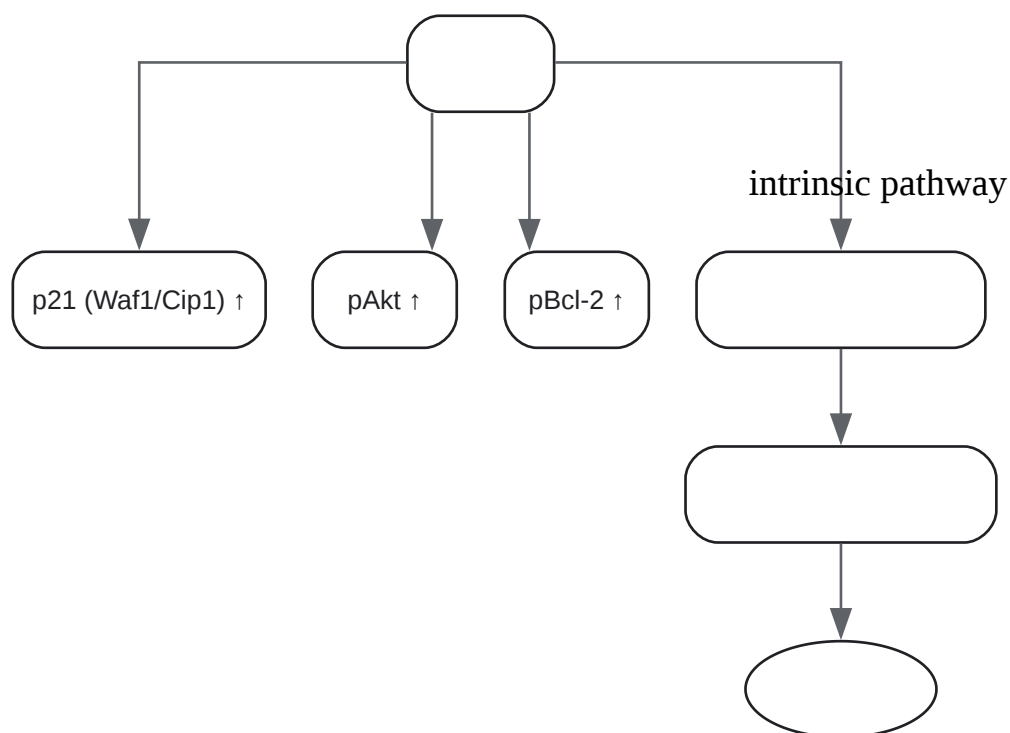 intrinsic pathway
p21 (Waf1/Cip1) ↑
pAkt ↑
pBcl-2 ↑